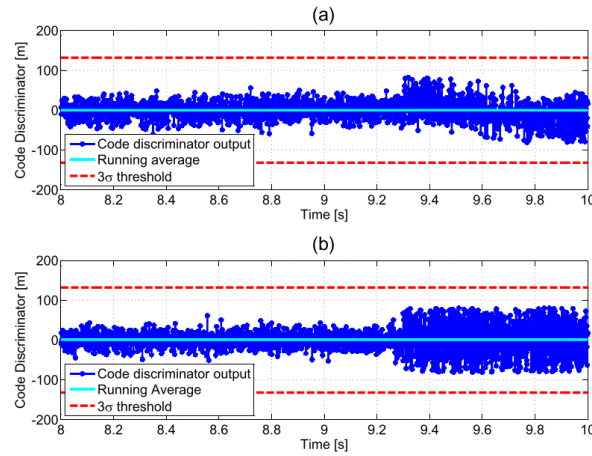 (a)
200
100
0
-100
-200
Code Discriminator [m]
Code discriminator output
Running average
3σ threshold
8 8.2 8.4 8.6 8.8 9 9.2 9.4 9.6 9.8 10
Time [s]
(b)
200
100
0
-100
-200
Code Discriminator [m]
Code discriminator output
Running Average
3σ threshold
8 8.2 8.4 8.6 8.8 9 9.2 9.4 9.6 9.8 10
Time [s]